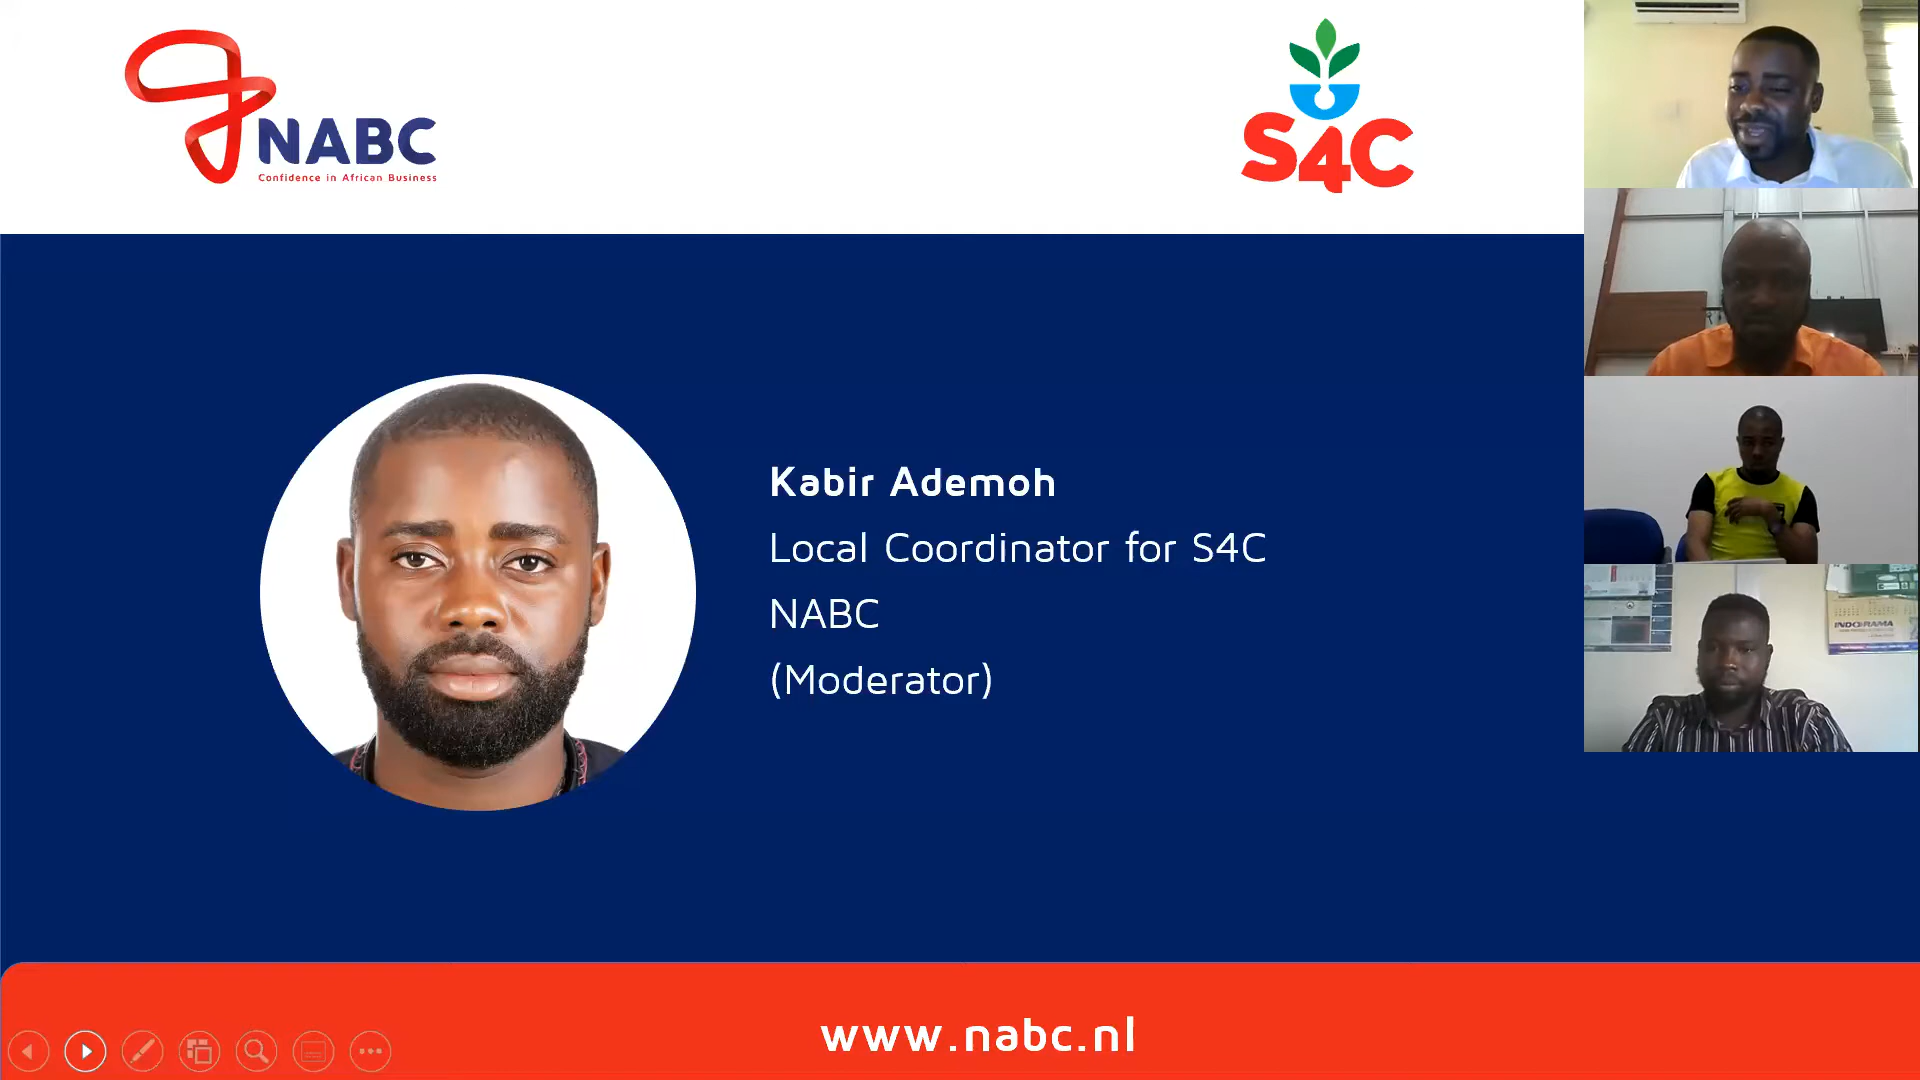 NABC
Confidence in African Business
S4C
Kabir Ademoh
Local Coordinator for S4C
NABC
(Moderator)
INDORAMA
www.nabc.nl